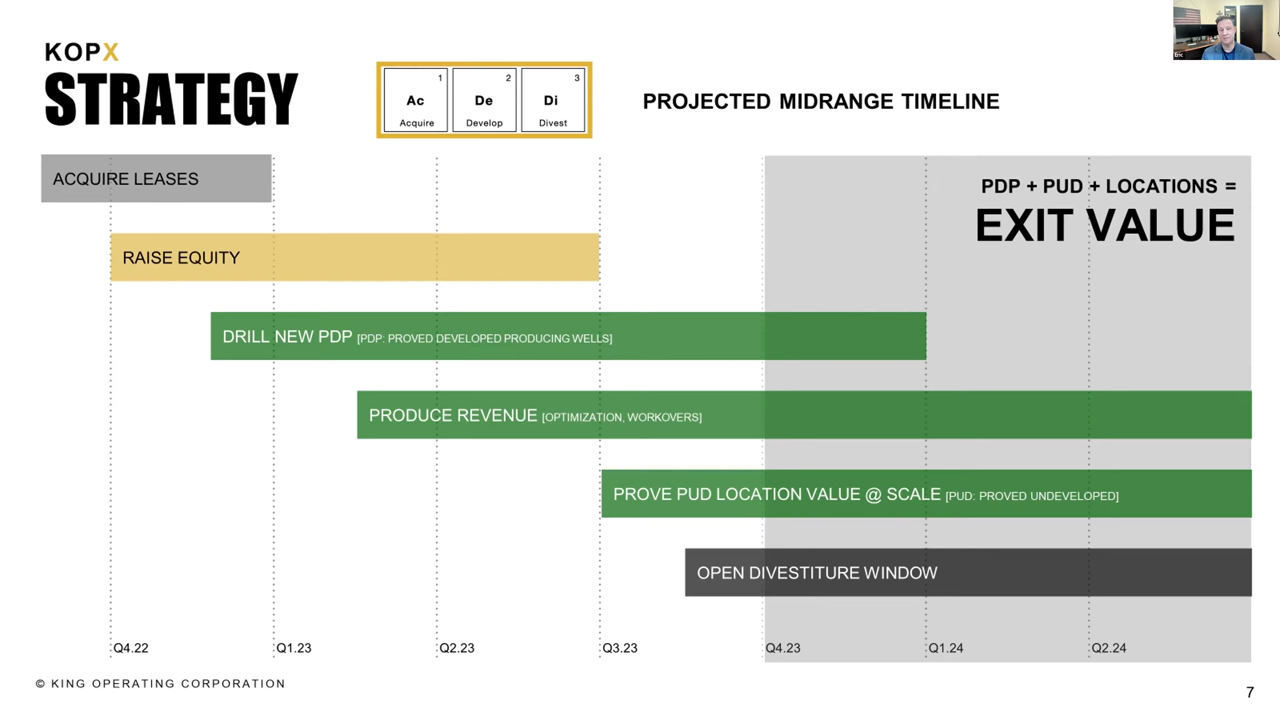 KOPX
STRATEGY
1
Ac
Acquire
2
De
Develop
3
Di
Divest
PROJECTED MIDRANGE TIMELINE
ACQUIRE LEASES
PDP + PUD + LOCATIONS =
EXIT VALUE
RAISE EQUITY
DRILL NEW PDP [PDP: PROVED DEVELOPED PRODUCING WELLS]
PRODUCE REVENUE [OPTIMIZATION, WORKOVERS]
PROVE PUD LOCATION VALUE @ SCALE [PUD: PROVED UNDEVELOPED]
OPEN DIVESTITURE WINDOW
Q4.22
Q1.23
Q2.23
Q3.23
Q4.23
Q1.24
Q2.24
© KING OPERATING CORPORATION
7
Eric